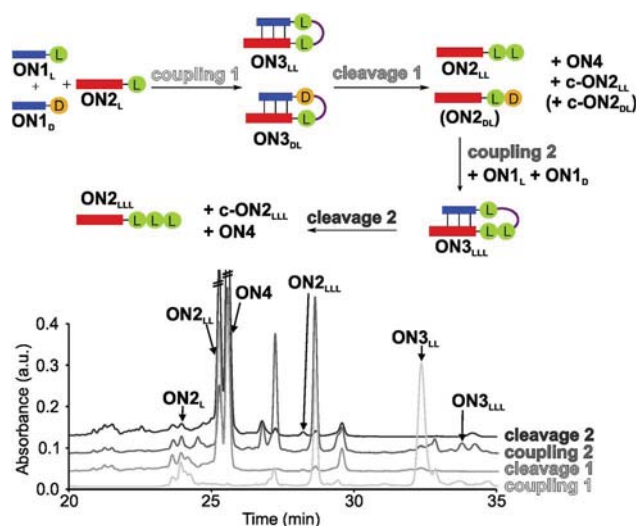 L
ON1L
+
D
ON1D
+
L
ON2L
coupling 1
L
L
ON3LL
D
L
ON3DL
cleavage 1
L L
ON2LL
L D
(ON2DL)
+ ON4
+ c-ON2LL
(+ c-ON2DL)
coupling 2
+ ON1L + ON1D
L
L L
ON3LLL
cleavage 2
ON2LLL
L L L
+ c-ON2LLL
+ ON4
Absorbance (a.u.)
0.4
0.3
0.2
0.1
0.0
ON2L
ON2LL
ON4
ON2LLL
ON3LL
ON3LLL
cleavage 2
coupling 2
cleavage 1
coupling 1
20 25 30 35
Time (min)